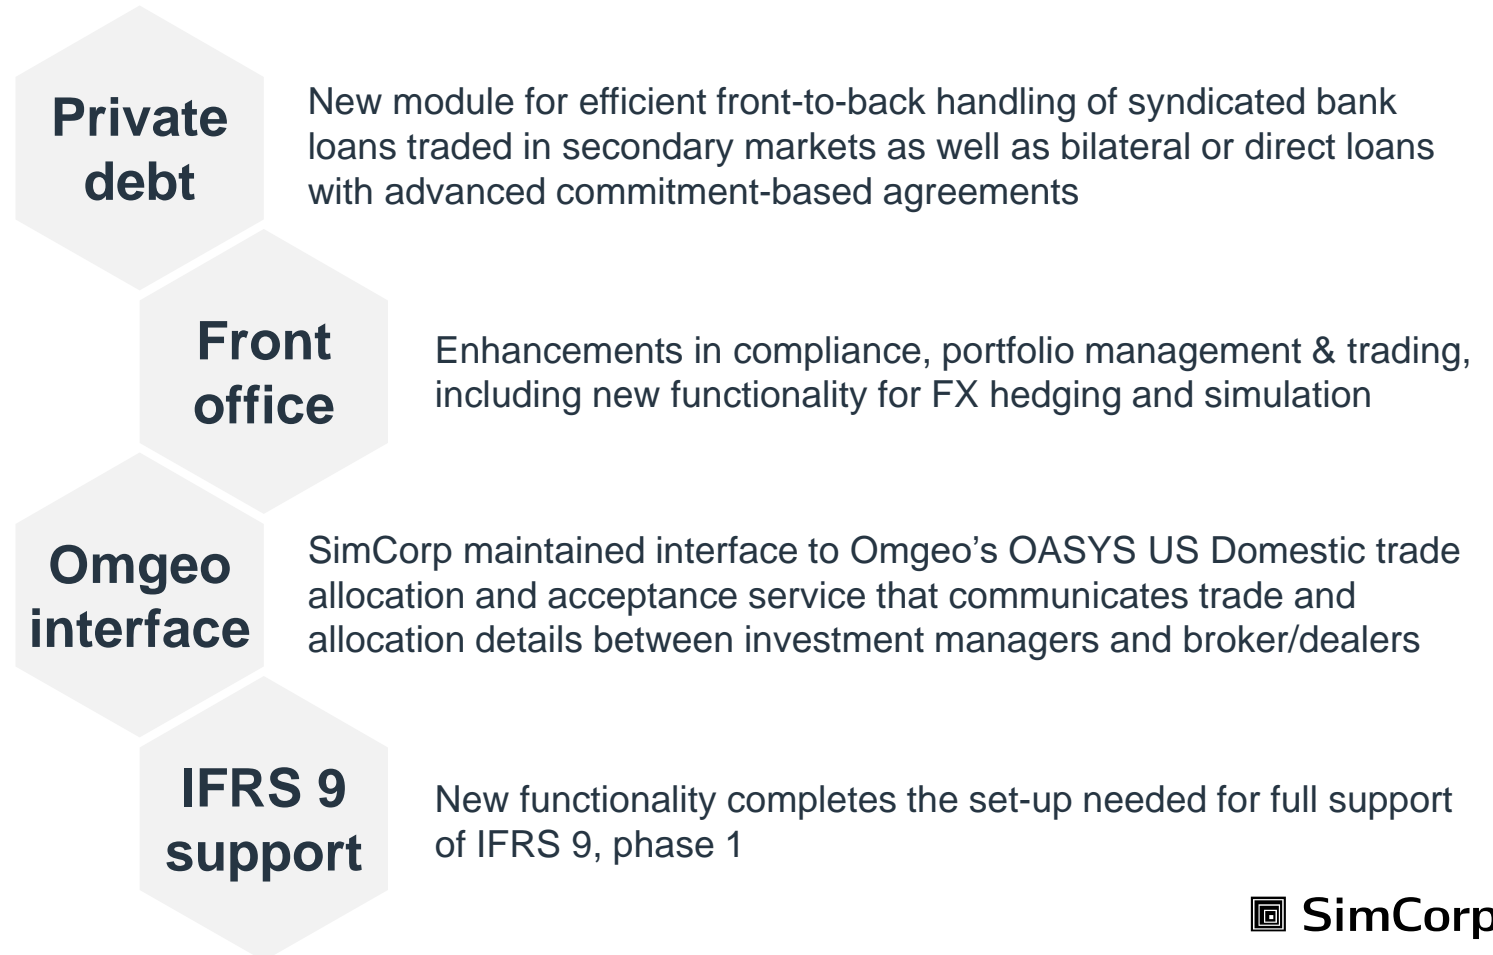 Private
debt
New module for efficient front-to-back handling of syndicated bank
loans traded in secondary markets as well as bilateral or direct loans
with advanced commitment-based agreements
Front
office
Enhancements in compliance, portfolio management & trading,
including new functionality for FX hedging and simulation
Omgeo
interface
SimCorp maintained interface to Omgeo’s OASYS US Domestic trade
allocation and acceptance service that communicates trade and
allocation details between investment managers and broker/dealers
IFRS 9
support
New functionality completes the set-up needed for full support
of IFRS 9, phase 1
SimCorp